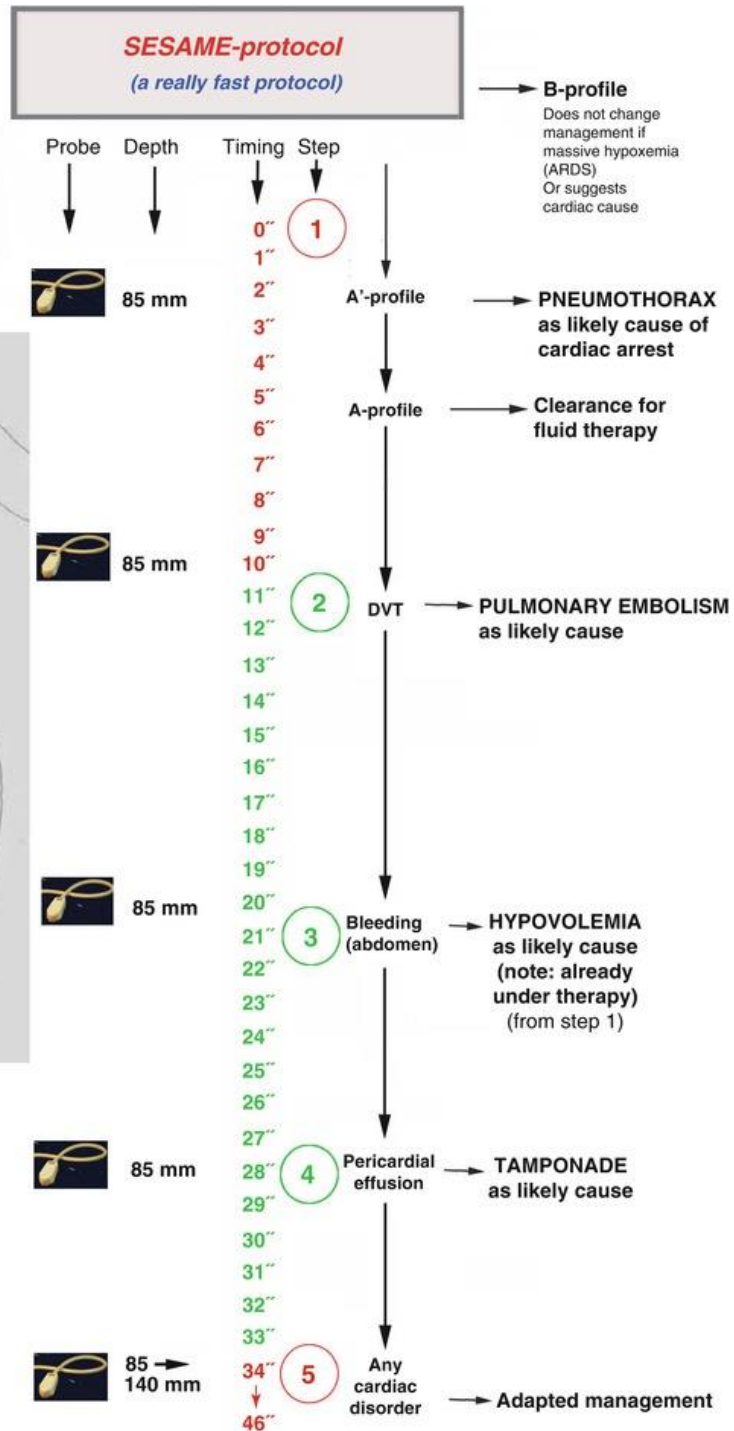 SESAME-protocol
(a really fast protocol)
B-profile
Does not change
management if
massive hypoxemia
(ARDS)
Or suggests
cardiac cause
Probe Depth Timing Step
0″ 1
1″
2″
85 mm A’-profile PNEUMOTHORAX
as likely cause of
cardiac arrest
3″
4″
5″
A-profile Clearance for
fluid therapy
6″
7″
8″
9″
85 mm 10″
11″ 2 DVT PULMONARY EMBOLISM
as likely cause
12″
13″
14″
15″
16″
17″
18″
19″
20″
85 mm
21″ 3 Bleeding
(abdomen)
HYPOVOLEMIA
as likely cause
(note: already
under therapy)
(from step 1)
22″
23″
24″
25″
26″
27″
85 mm 28″ 4 Pericardial
effusion
TAMPONADE
as likely cause
29″
30″
31″
32″
33″
85
140 mm
34″ 5 Any
cardiac
disorder
Adapted management
46″